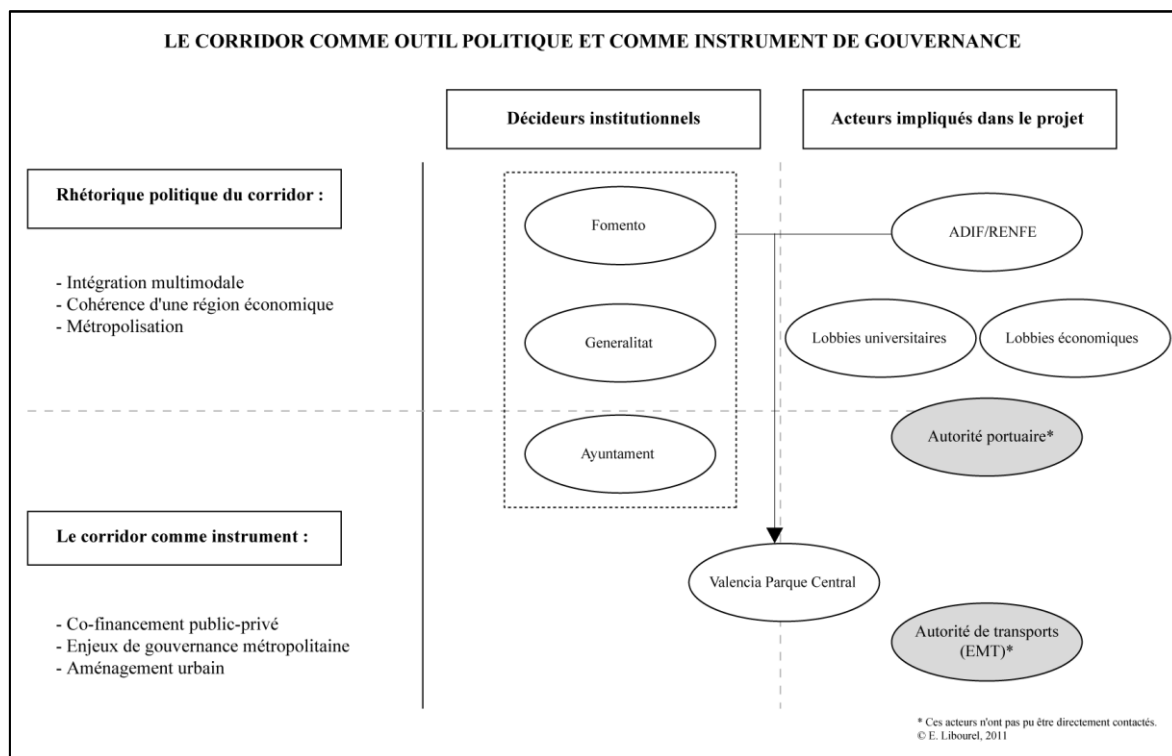 LE CORRIDOR COMME OUTIL POLITIQUE ET COMME INSTRUMENT DE GOUVERNANCE
Décideurs institutionnels
Acteurs impliqués dans le projet
Rhétorique politique du corridor :
- Intégration multimodale
- Cohérence d'une région économique
- Métropolisation
Fomento
Generalitat
Ayuntament
ADIF/RENFE
Lobbies universitaires
Lobbies économiques
Autorité portuaire*
Le corridor comme instrument :
- Co-financement public-privé
- Enjeux de gouvernance métropolitaine
- Aménagement urbain
Valencia Parque Central
Autorité de transports
(EMT)*
* Ces acteurs n'ont pas pu être directement contactés.
© E. Libourel, 2011